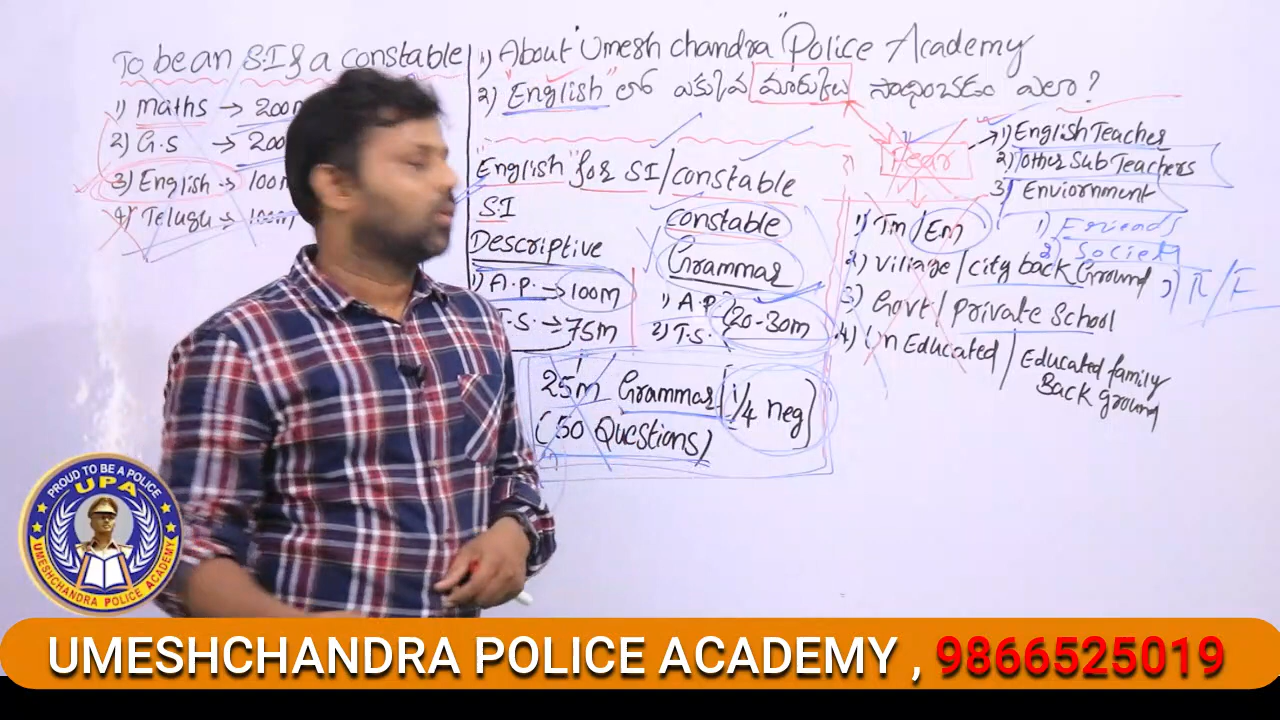 To be an S.I & a constable
1) maths → 200m
2) G.S → 200
3) English → 100m
4) Telugu → 100m
1) About "Umesh chandra" Police Academy
2) "English" లో ఎక్కువ మార్కులు సాధించడం ఎలా?
"English" for SI/constable
SI
Descriptive
1) A.P. → 100m
T.S. → 75m
constable
Grammar
1) A.P.
2) T.S. (20-30m
25m Grammar [1/4 neg]
(50 Questions)
Fear
→ 1) English Teacher
2) other Sub Teachers
3) Enviornment
1) Friends
2) Society
3) R/F
1) Tm/Em
2) village/city back Ground
3) Govt/private School
4) Un Educated/Educated family
Back ground
PROUD TO BE A POLICE
UPA
UMESHCHANDRA POLICE ACADEMY
UMESHCHANDRA POLICE ACADEMY , 9866525019